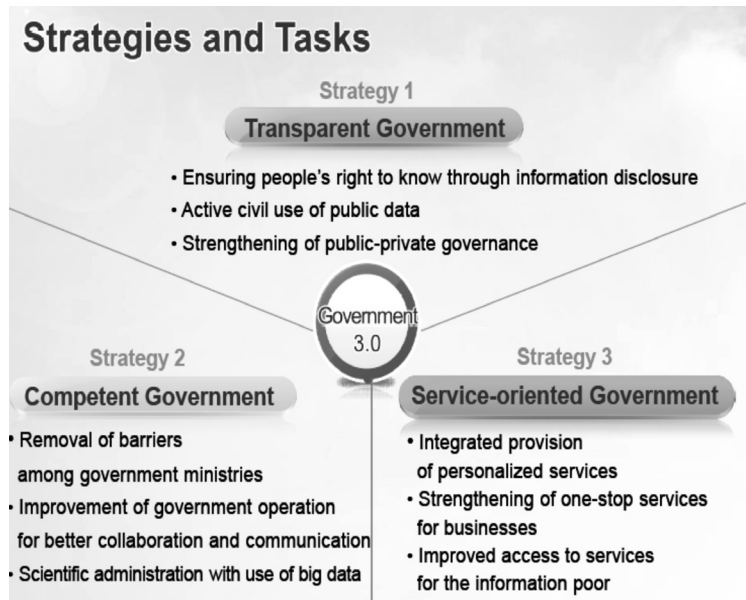 Strategies and Tasks
Strategy 1
Transparent Government
• Ensuring people's right to know through information disclosure
• Active civil use of public data
• Strengthening of public-private governance
Government
3.0
Strategy 2
Competent Government
• Removal of barriers
among government ministries
• Improvement of government operation
for better collaboration and communication
• Scientific administration with use of big data
Strategy 3
Service-oriented Government
• Integrated provision
of personalized services
• Strengthening of one-stop services
for businesses
• Improved access to services
for the information poor